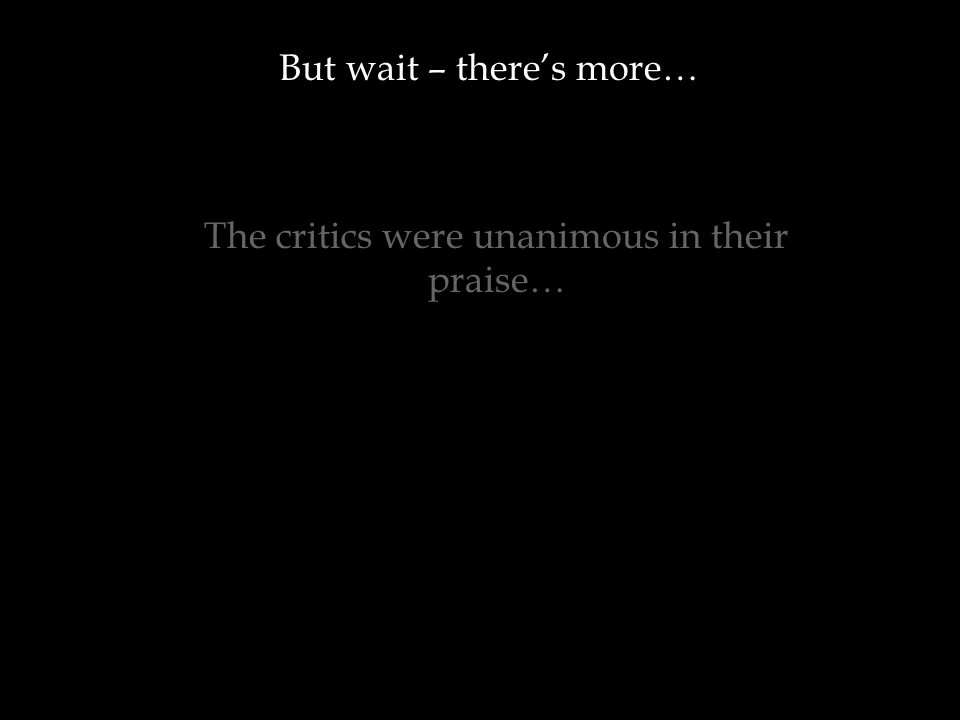 But wait – there’s more…
The critics were unanimous in their
praise…